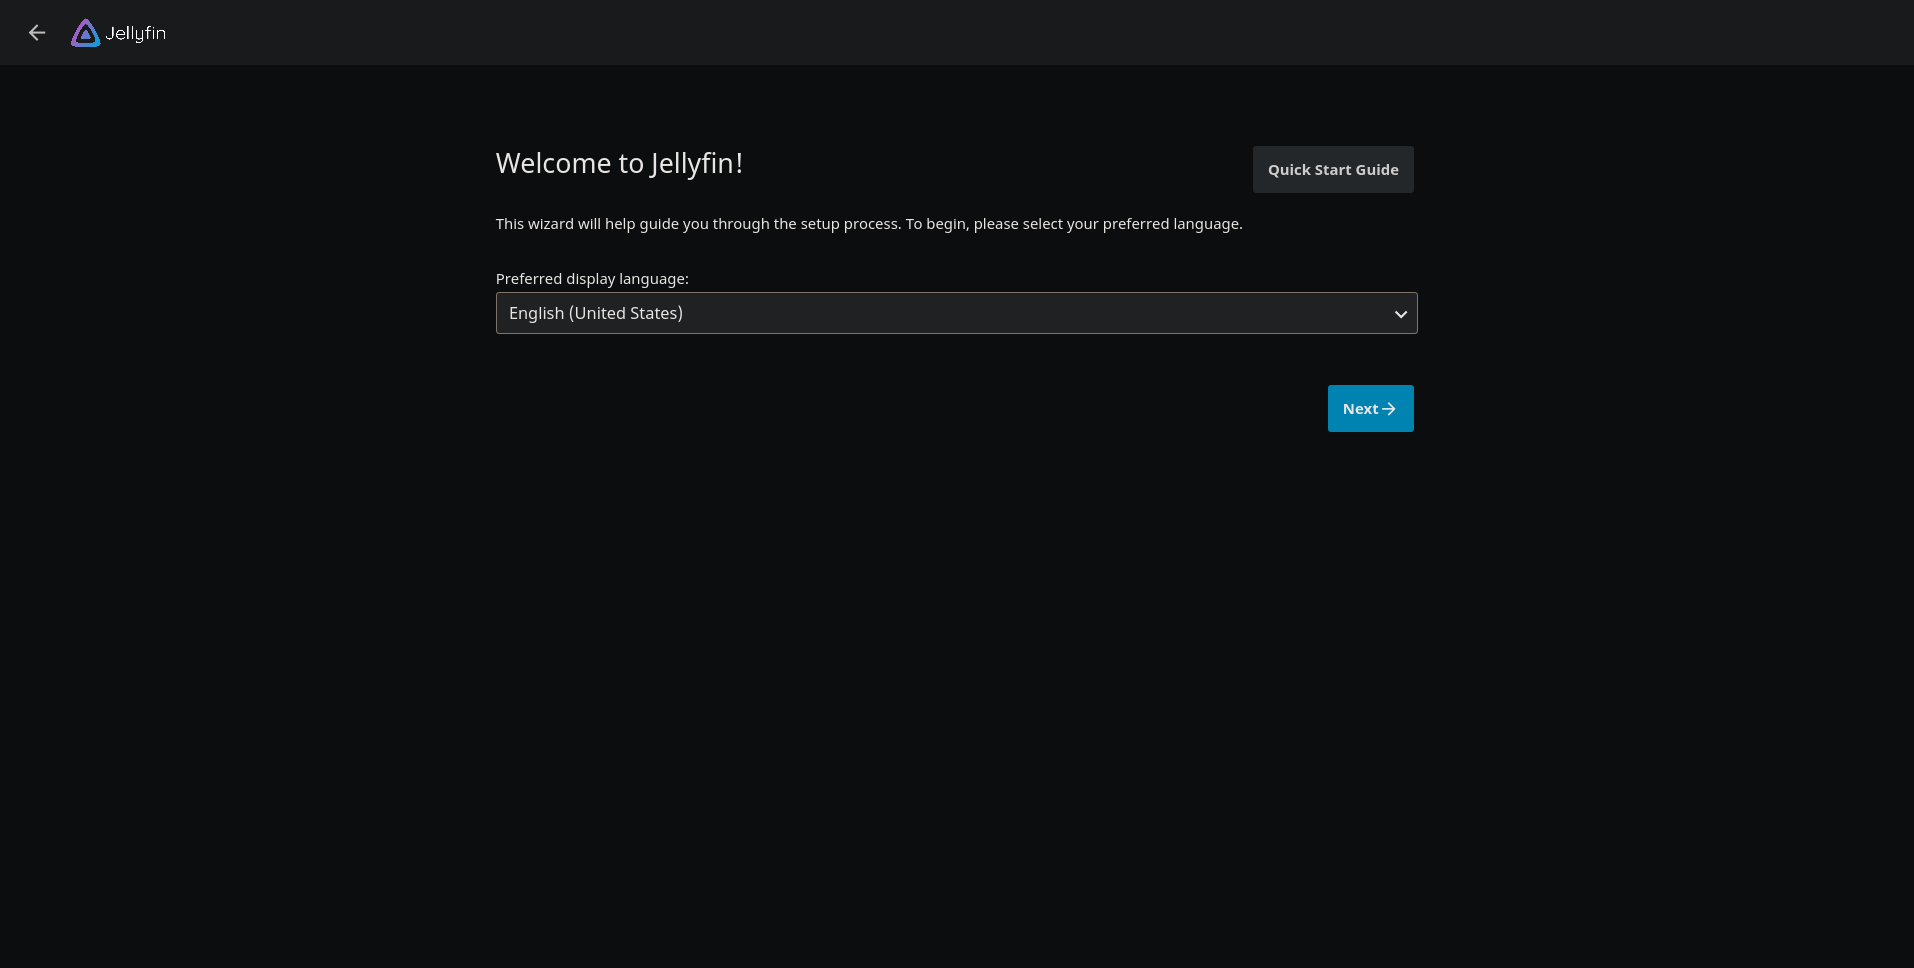 Jellyfin
Welcome to Jellyfin!
Quick Start Guide
This wizard will help guide you through the setup process. To begin, please select your preferred language.
Preferred display language:
English (United States)
Next